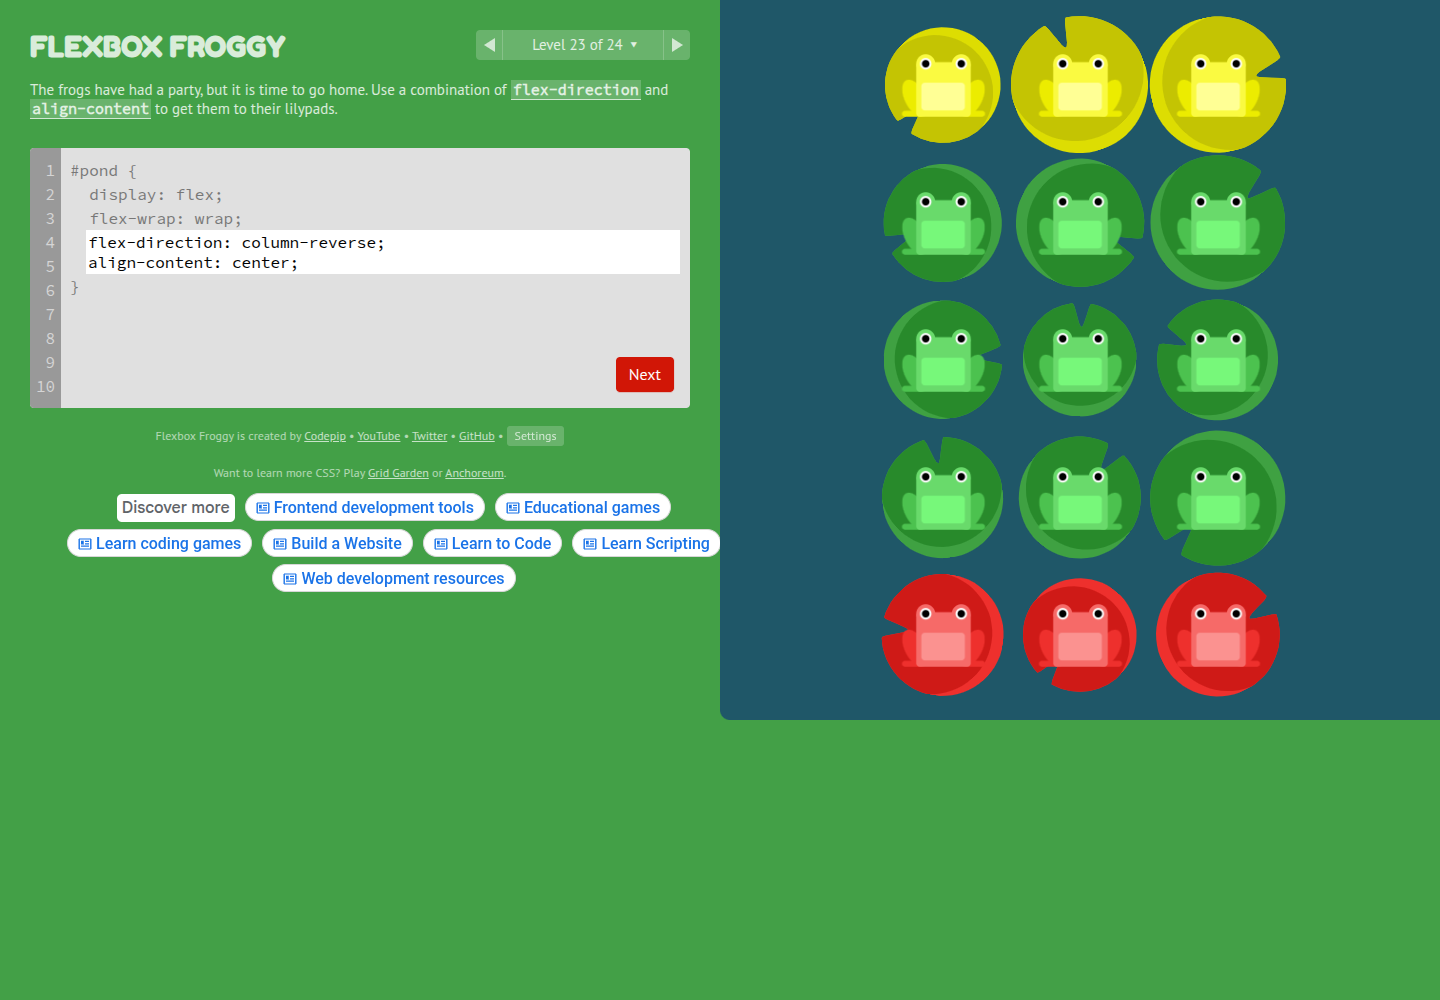 FLEXBOX FROGGY
Level 23 of 24 ▼
The frogs have had a party, but it is time to go home. Use a combination of flex-direction and
align-content to get them to their lilypads.
1 #pond {
2 display: flex;
3 flex-wrap: wrap;
4 flex-direction: column-reverse;
5 align-content: center;
6 }
7
8
9
10
Next
Flexbox Froggy is created by Codepip • YouTube • Twitter • GitHub • Settings
Want to learn more CSS? Play Grid Garden or Anchoreum.
Discover more Frontend development tools Educational games
Learn coding games Build a Website Learn to Code Learn Scripting
Web development resources